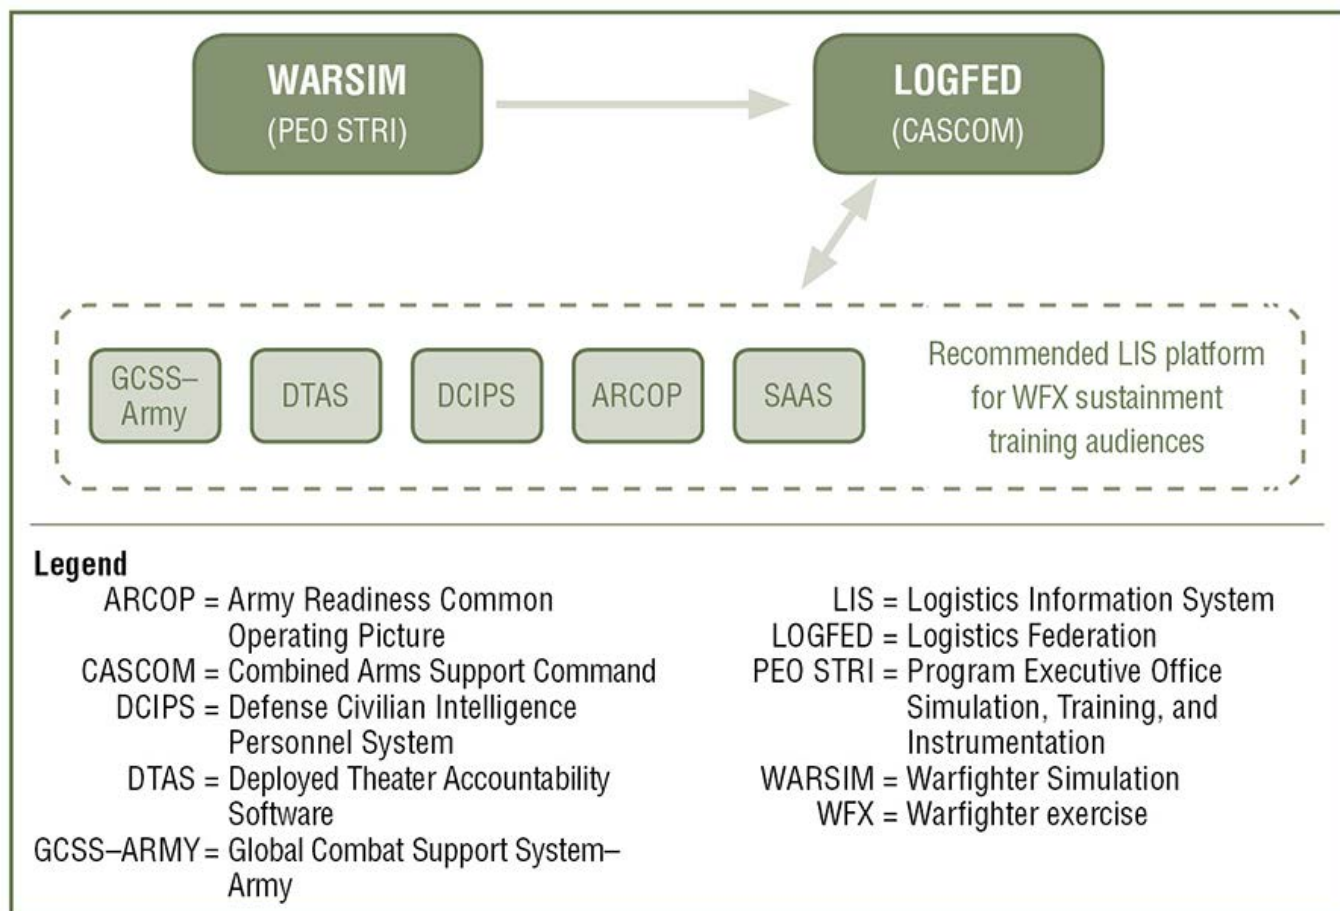 WARSIM
(PEO STRI)
LOGFED
(CASCOM)
GCSS–
Army
DTAS
DCIPS
ARCOP
SAAS
Recommended LIS platform
for WFX sustainment
training audiences
Legend
ARCOP = Army Readiness Common
Operating Picture
CASCOM = Combined Arms Support Command
DCIPS = Defense Civilian Intelligence
Personnel System
DTAS = Deployed Theater Accountability
Software
GCSS–ARMY = Global Combat Support System–
Army
LIS = Logistics Information System
LOGFED = Logistics Federation
PEO STRI = Program Executive Office
Simulation, Training, and
Instrumentation
WARSIM = Warfighter Simulation
WFX = Warfighter exercise